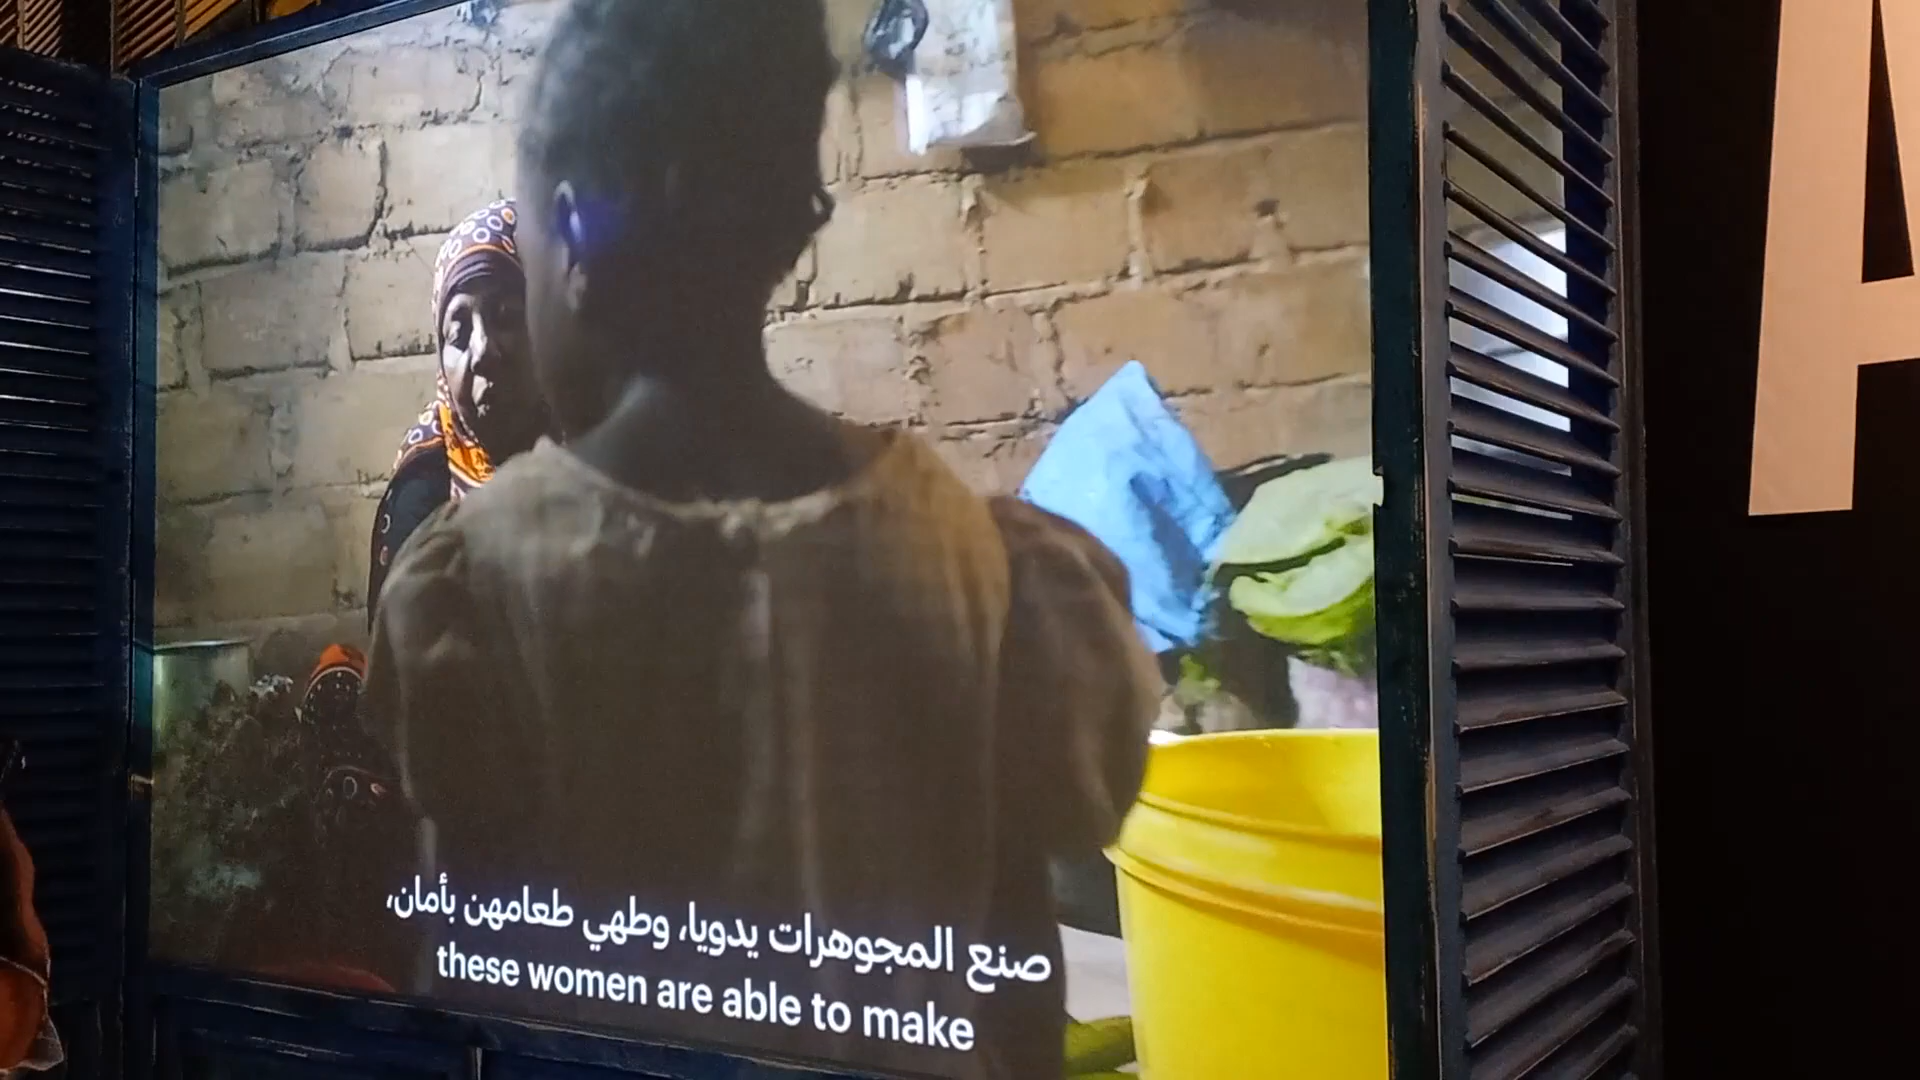 صنع المجوهرات يدويا، وطهي طعامهن بأمان،
these women are able to make
A